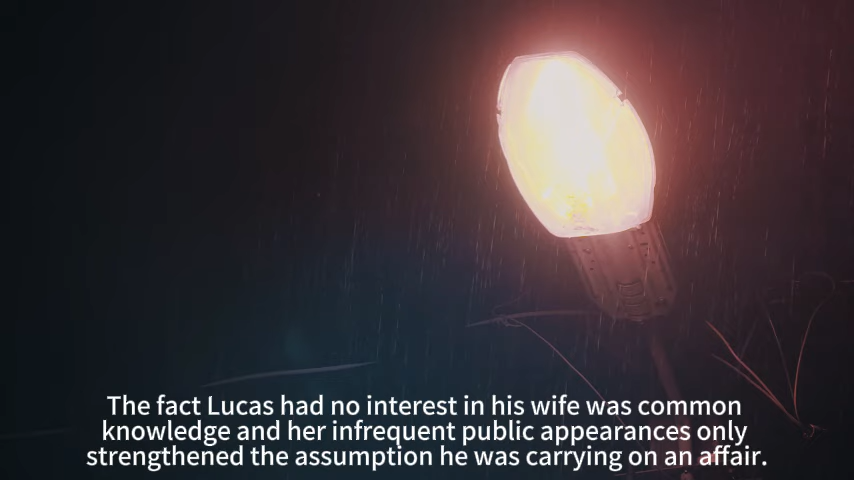 The fact Lucas had no interest in his wife was common
knowledge and her infrequent public appearances only
strengthened the assumption he was carrying on an affair.